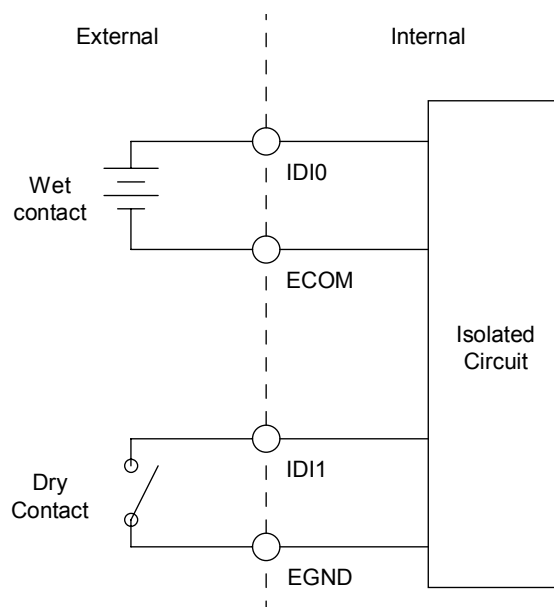 External
Internal
IDI0
Wet
contact
ECOM
Isolated
Circuit
IDI1
Dry
Contact
EGND